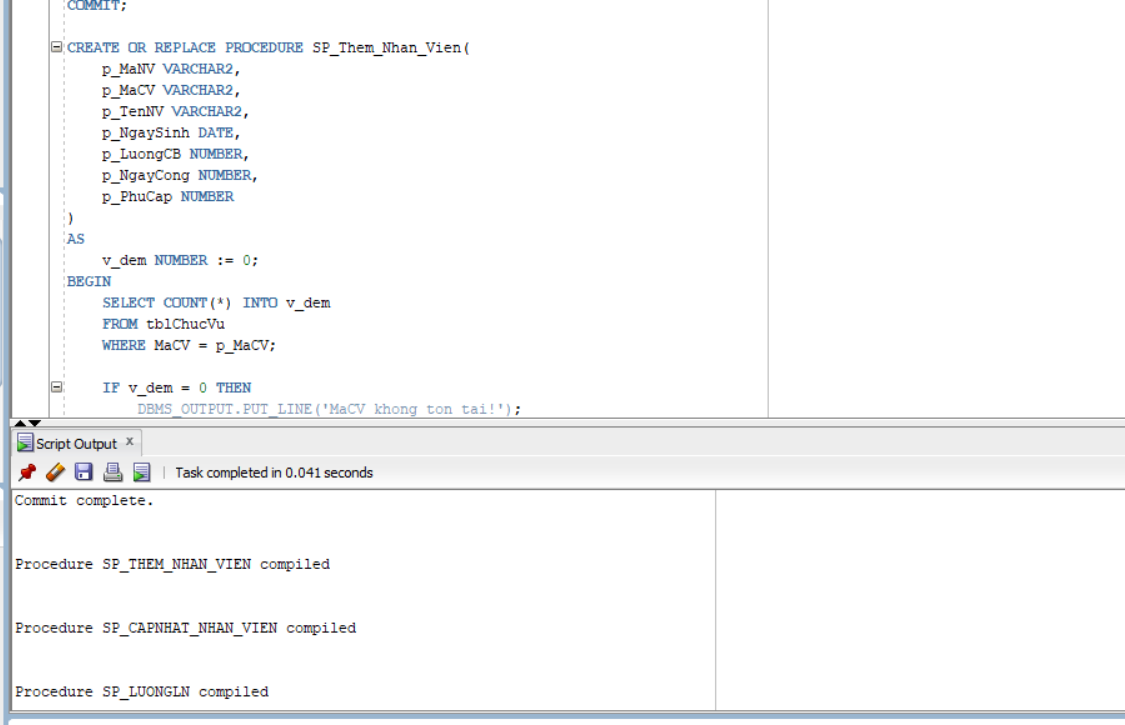 COMMIT;
CREATE OR REPLACE PROCEDURE SP_Them_Nhan_Vien(
    p_MaNV VARCHAR2,
    p_MaCV VARCHAR2,
    p_TenNV VARCHAR2,
    p_NgaySinh DATE,
    p_LuongCB NUMBER,
    p_NgayCong NUMBER,
    p_PhuCap NUMBER
)
AS
    v_dem NUMBER := 0;
BEGIN
    SELECT COUNT(*) INTO v_dem
    FROM tblChucVu
    WHERE MaCV = p_MaCV;
    IF v_dem = 0 THEN
        DBMS_OUTPUT.PUT_LINE('MaCV khong ton tai!');
Script Output x
Task completed in 0.041 seconds
Commit complete.
Procedure SP_THEM_NHAN_VIEN compiled
Procedure SP_CAPNHAT_NHAN_VIEN compiled
Procedure SP_LUONGLN compiled